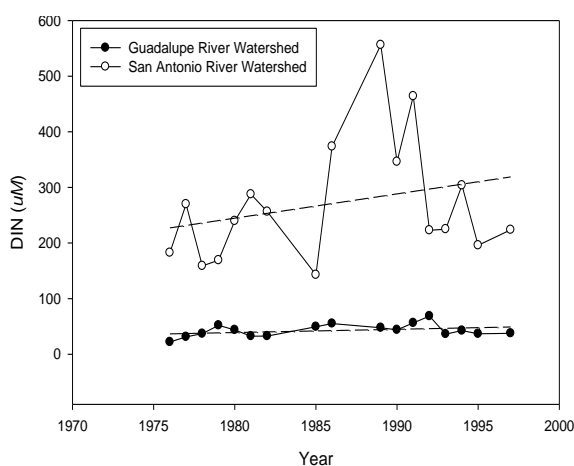 600
Guadalupe River Watershed
San Antonio River Watershed
500
400
300
200
100
0
DIN (uM)
1970 1975 1980 1985 1990 1995 2000
Year